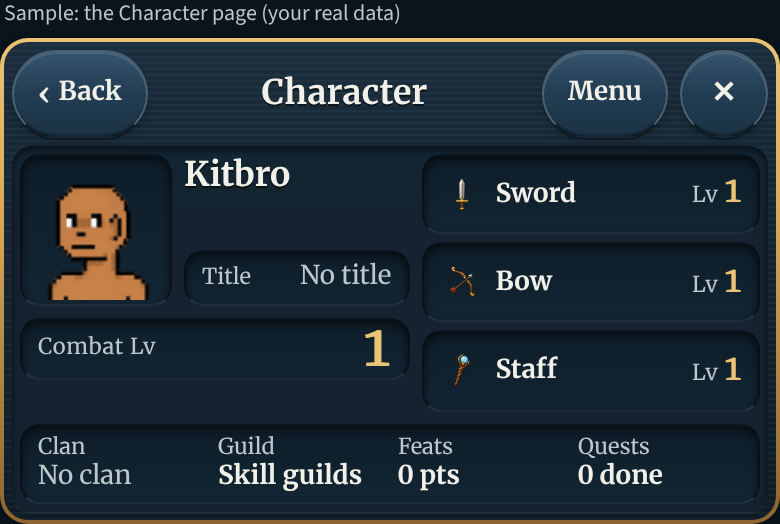 Sample: the Character page (your real data)
‹ Back
Character
Menu
✕
Kitbro
Title No title
Combat Lv 1
Sword Lv 1
Bow Lv 1
Staff Lv 1
Clan Guild Feats Quests
No clan Skill guilds 0 pts 0 done